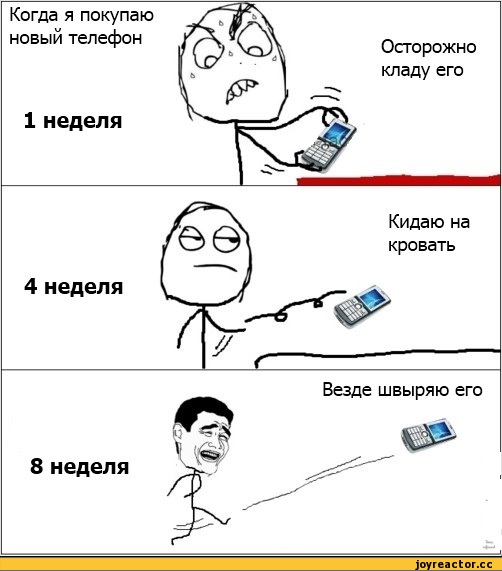 Когда я покупаю
новый телефон
Осторожно
кладу его
1 неделя
Кидаю на
кровать
4 неделя
Везде швыряю его
8 неделя
joyreactor.cc